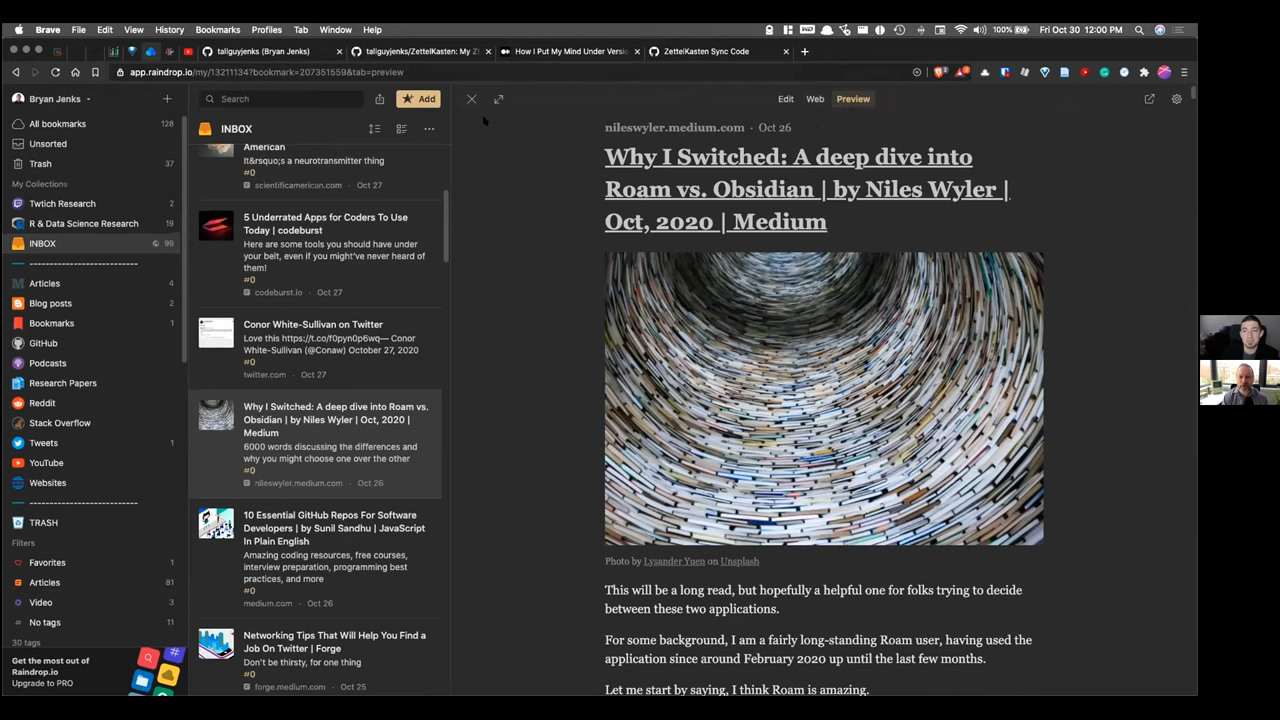 Brave File Edit View History Bookmarks Profiles Tab Window Help
100% Fri Oct 30 12:00 PM
tallguyjenks (Bryan Jenks)
tallguyjenks/ZettelKasten: My Z
How I Put My Mind Under Versio
ZettelKasten Sync Code
app.raindrop.io/my/13211134?bookmark=207351559&tab=preview
Bryan Jenks
All bookmarks 128
Unsorted
Trash 37
My Collections
Twtich Research 2
R & Data Science Research 19
INBOX 99
---------------------------
Articles 4
Blog posts 2
Bookmarks 1
GitHub
Podcasts
Research Papers
Reddit
Stack Overflow
Tweets 1
YouTube
Websites
---------------------------
TRASH
Filters
Favorites 1
Articles 81
Video 3
No tags 11
30 tags
Get the most out of
Raindrop.io
Upgrade to PRO
Search
Add
INBOX
American
It&rsquo;s a neurotransmitter thing
#0
scientificamerican.com · Oct 27
5 Underrated Apps for Coders To Use
Today | codeburst
Here are some tools you should have under
your belt, even if you might've never heard of
them!
#0
codeburst.io · Oct 27
Conor White-Sullivan on Twitter
Love this https://t.co/f0pyn0p6wq— Conor
White-Sullivan (@Conaw) October 27, 2020
#0
twitter.com · Oct 27
Why I Switched: A deep dive into Roam vs.
Obsidian | by Niles Wyler | Oct, 2020 |
Medium
6000 words discussing the differences and
why you might choose one over the other
#0
nileswyler.medium.com · Oct 26
10 Essential GitHub Repos For Software
Developers | by Sunil Sandhu | JavaScript
In Plain English
Amazing coding resources, free courses,
interview preparation, programming best
practices, and more
#0
medium.com · Oct 26
Networking Tips That Will Help You Find a
Job On Twitter | Forge
Don't be thirsty, for one thing
#0
forge.medium.com · Oct 25
Edit Web Preview
nileswyler.medium.com · Oct 26
Why I Switched: A deep dive into
Roam vs. Obsidian | by Niles Wyler |
Oct, 2020 | Medium
Photo by Lysander Yuen on Unsplash
This will be a long read, but hopefully a helpful one for folks trying to decide
between these two applications.
For some background, I am a fairly long-standing Roam user, having used the
application since around February 2020 up until the last few months.
Let me start by saying, I think Roam is amazing.